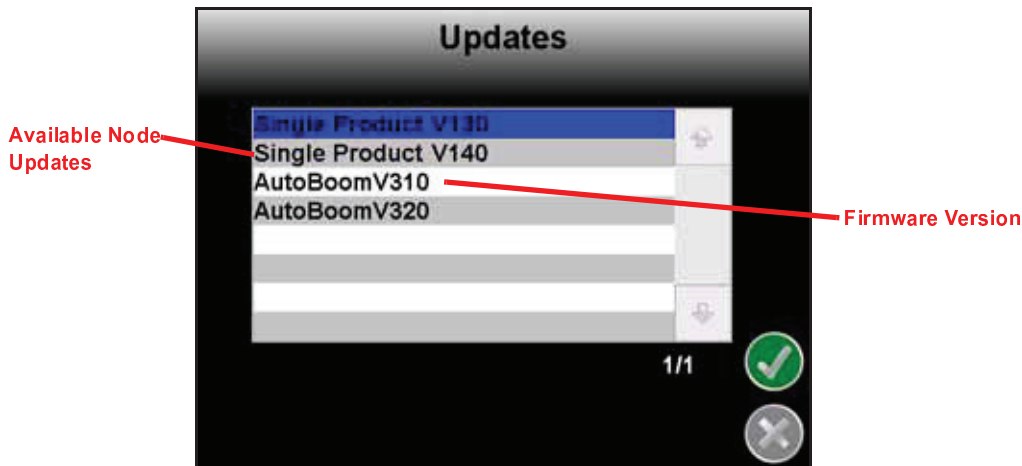 Updates
Available Node
Updates
Single Product V130
Single Product V140
AutoBoomV310
AutoBoomV320
Firmware Version
1/1